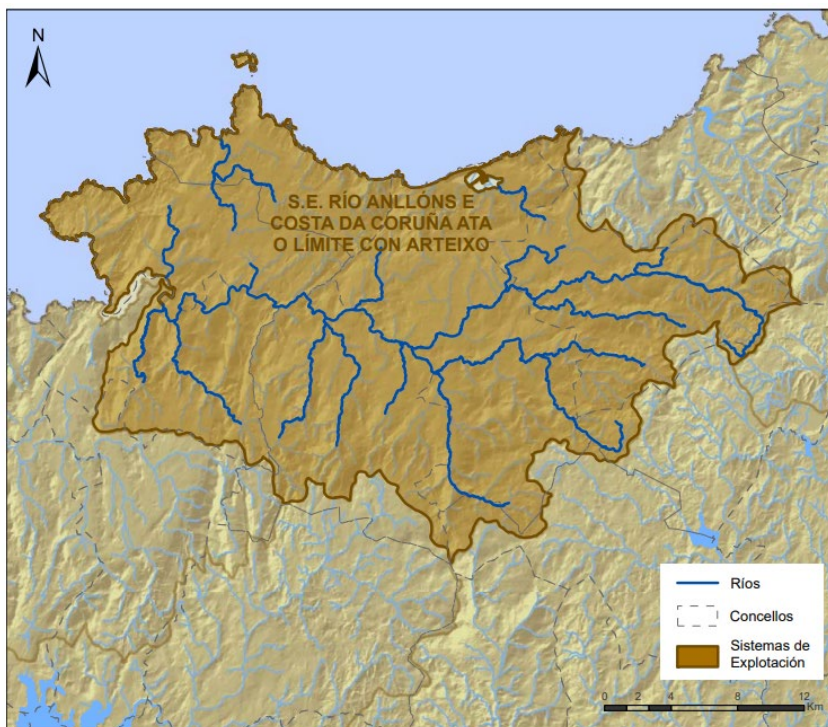 N
S.E. RÍO ANLLÓNS E
COSTA DA CORUÑA ATA
O LÍMITE CON ARTEIXO
Ríos
Concellos
Sistemas de
Explotación
0 2 4 8 12
Km